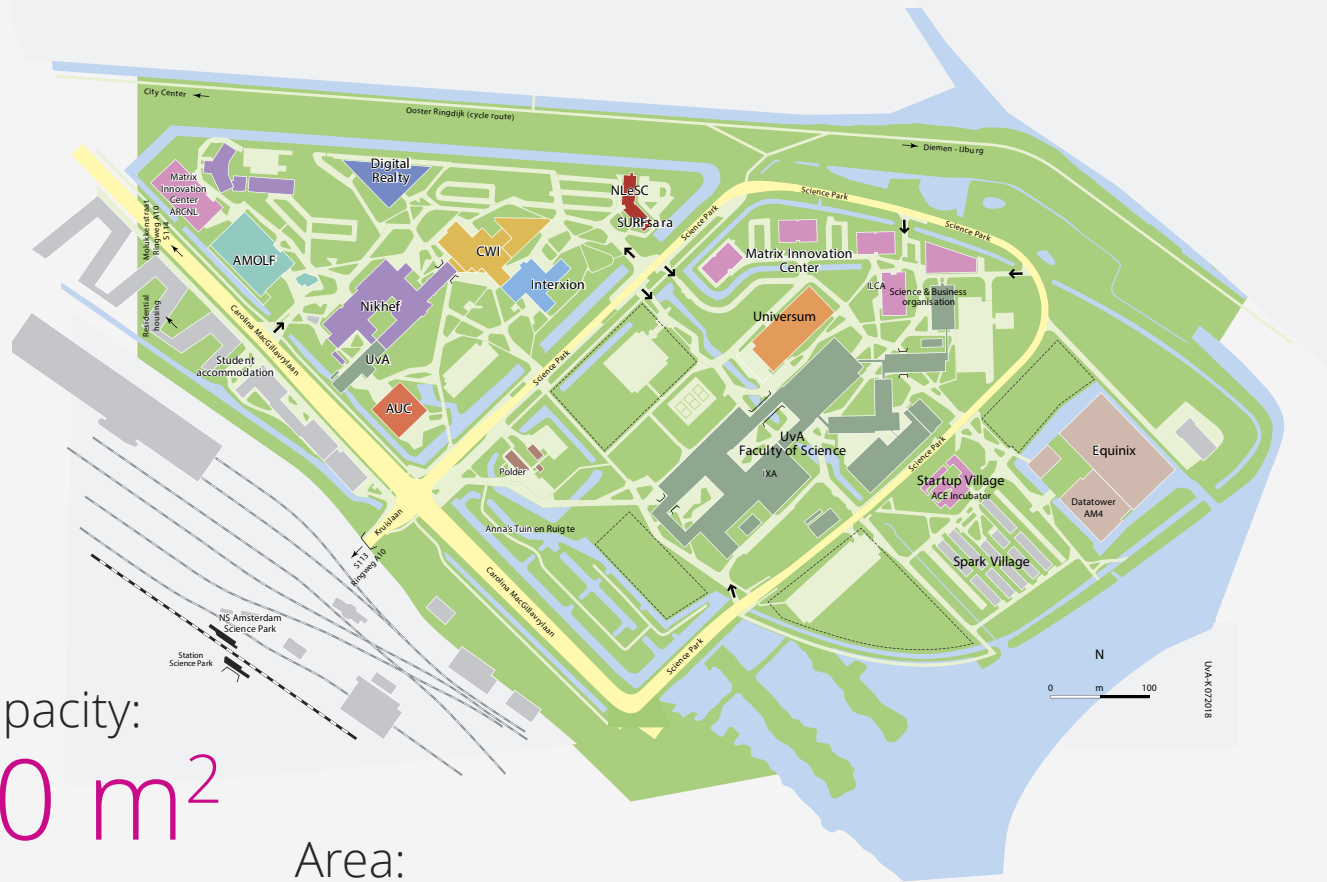 City Center
Ooster Ringdijk (cycle route)
Diemen - IJburg
Digital
Realty
Matrix
Innovation
Center
ARCNL
NLeSC
SURFsara
Science Park
Science Park
Science Park
Molukkenstraat
Ringweg A10
S114
AMOLF
CWI
Matrix Innovation
Center
Interxion
ILCA
Science & Business
organisation
Nikhef
Universum
Residential
housing
Carolina MacGillavrylaan
UvA
Student
accommodation
Science Park
AUC
UvA
Faculty of Science
IXA
Science Park
Equinix
Polder
Startup Village
ACE Incubator
Datatower
AM4
Kruislaan
Anna's Tuin en Ruigte
S113
Ringweg A10
Spark Village
Carolina MacGillavrylaan
NS Amsterdam
Science Park
Station
Science Park
Science Park
N
0 m 100
UvA-K 072018
pacity:
0 m²
Area: